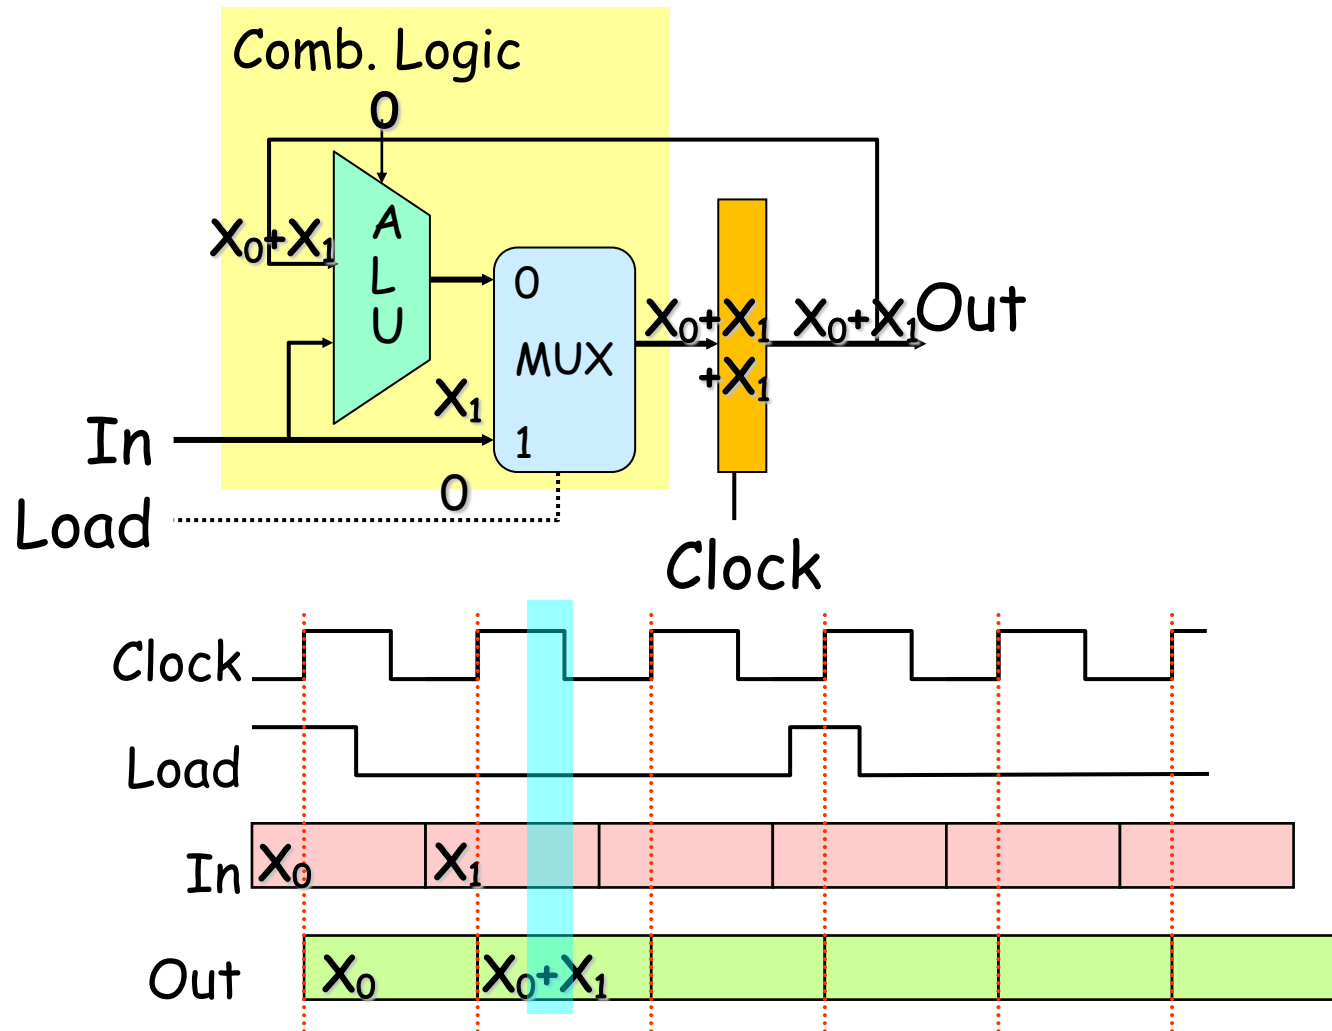 Comb. Logic
0
A
L
U
X0+X1
0
MUX
1
X1
X0+X1
+X1
X0+X1
Out
In
0
Load
Clock
Clock
Load
In
X0
X1
Out
X0
X0+X1